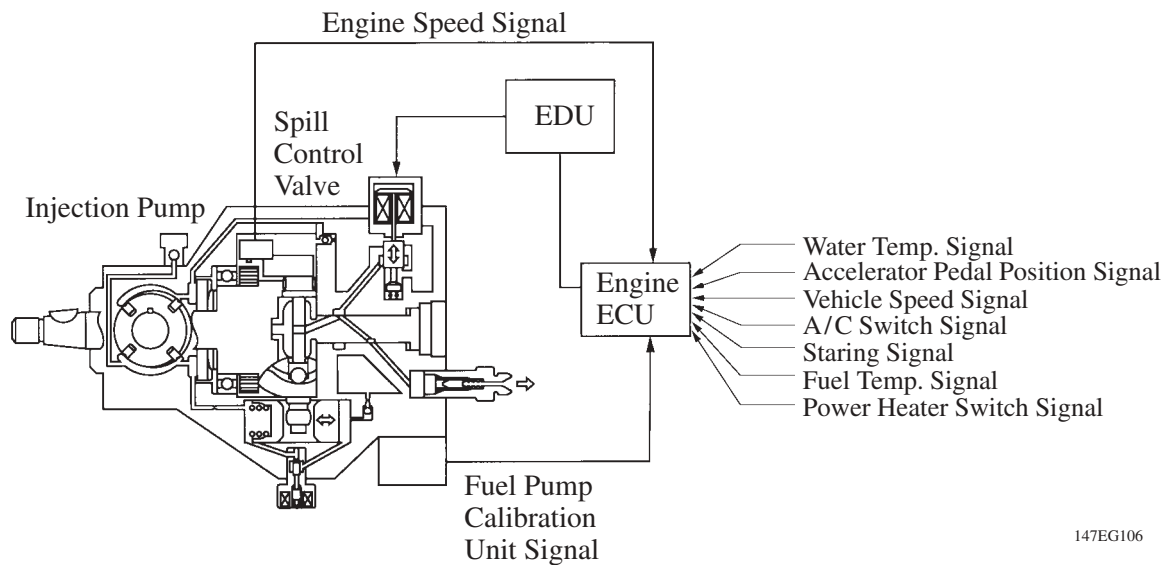 Engine Speed Signal
EDU
Spill
Control
Valve
Injection Pump
Engine
ECU
Water Temp. Signal
Accelerator Pedal Position Signal
Vehicle Speed Signal
A/C Switch Signal
Staring Signal
Fuel Temp. Signal
Power Heater Switch Signal
Fuel Pump
Calibration
Unit Signal
147EG106